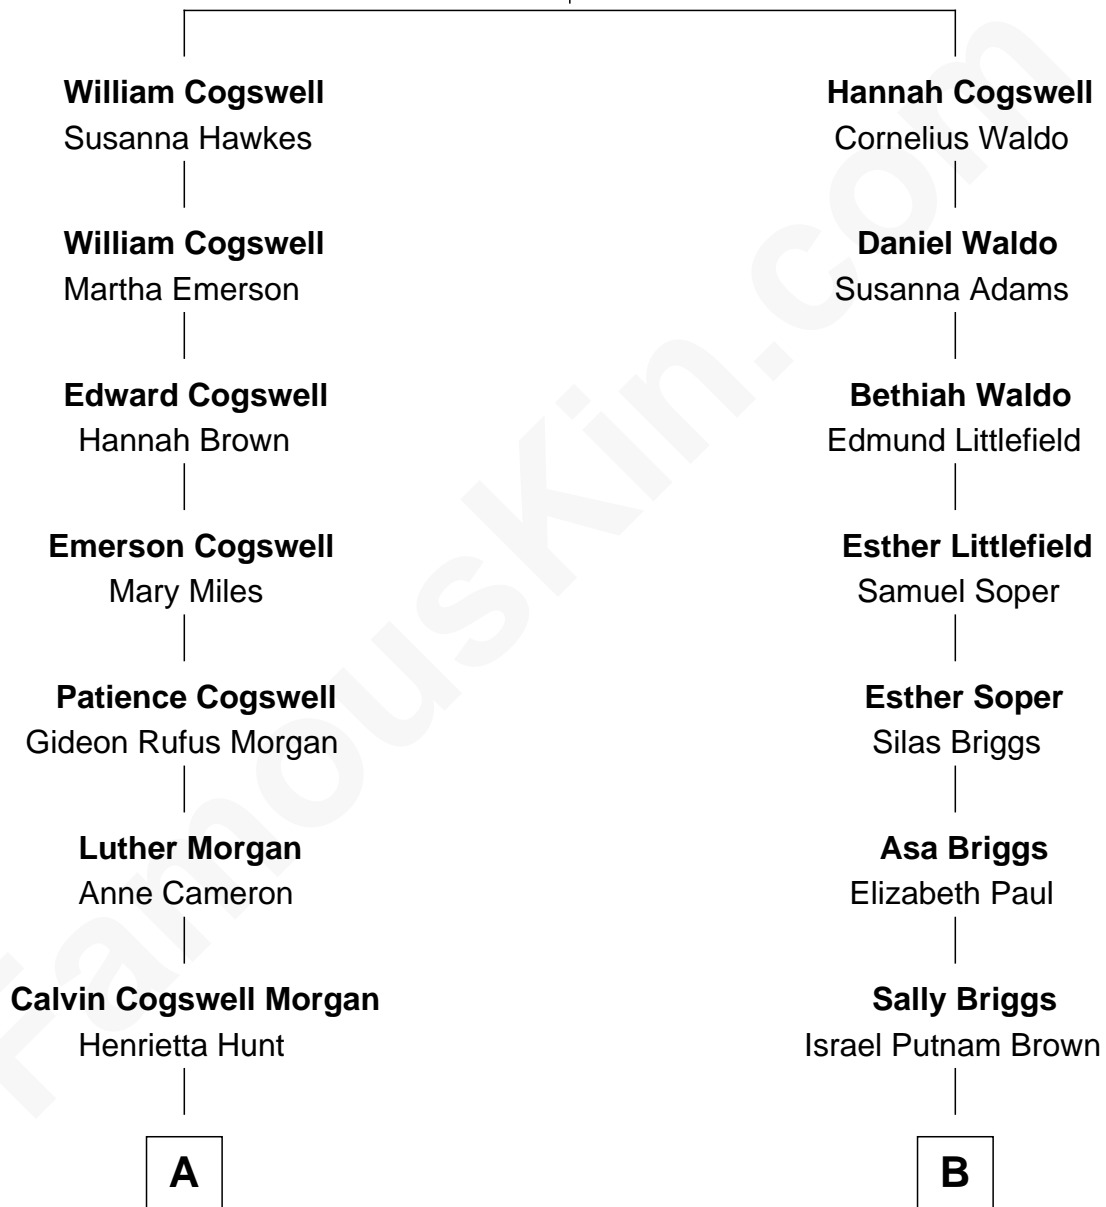 William Cogswell
Susanna Hawkes
Hannah Cogswell
Cornelius Waldo
William Cogswell
Martha Emerson
Daniel Waldo
Susanna Adams
Edward Cogswell
Hannah Brown
Bethiah Waldo
Edmund Littlefield
Emerson Cogswell
Mary Miles
Esther Littlefield
Samuel Soper
Patience Cogswell
Gideon Rufus Morgan
Esther Soper
Silas Briggs
Luther Morgan
Anne Cameron
Asa Briggs
Elizabeth Paul
Calvin Cogswell Morgan
Henrietta Hunt
Sally Briggs
Israel Putnam Brown
A
B
FamousKin.com